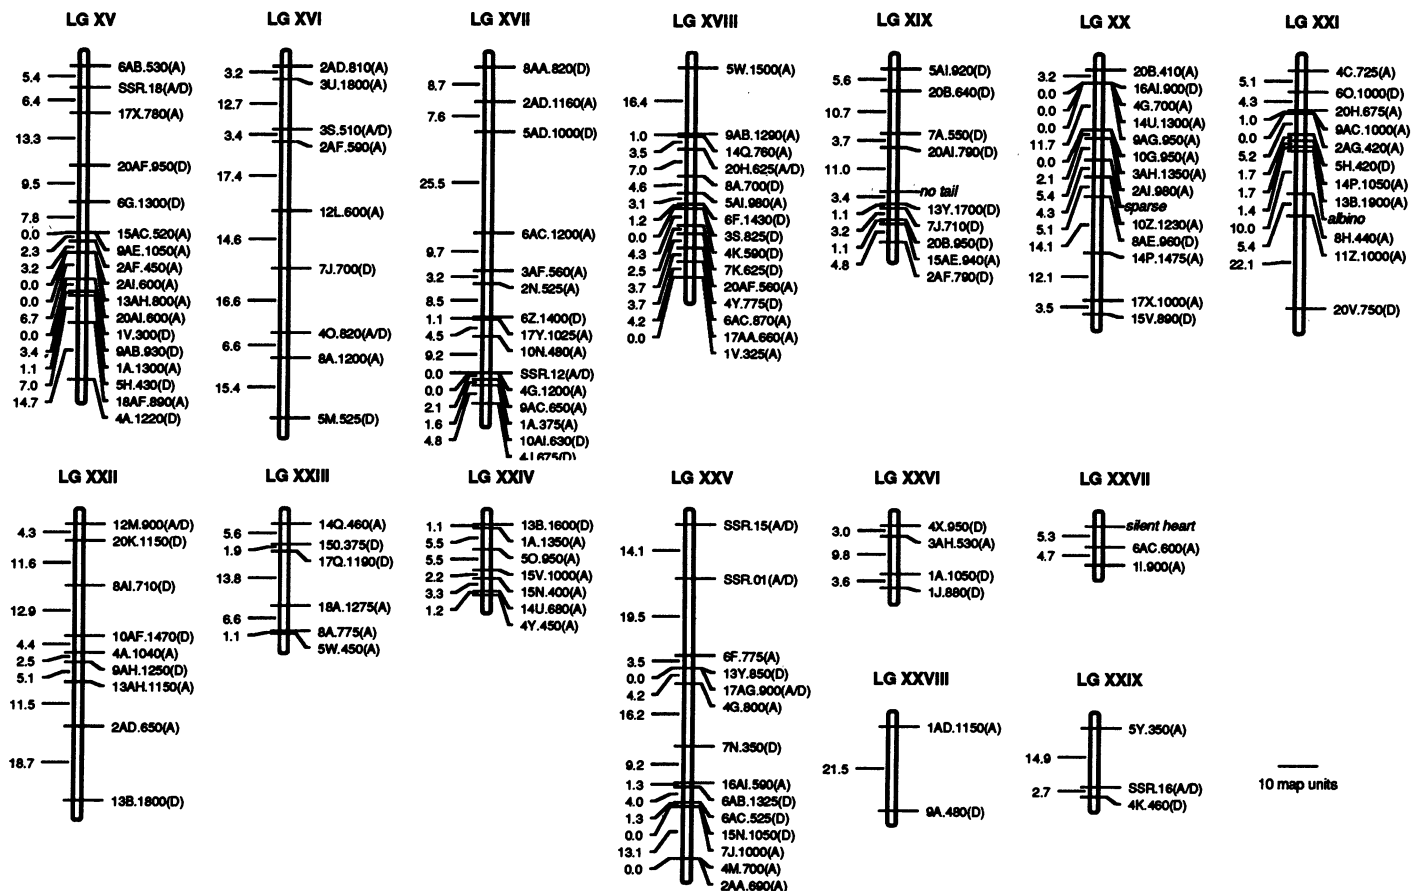 LG XV
5.4
6.4
13.3
9.5
7.8
0.0
2.3
3.2
0.0
0.0
6.7
0.0
3.4
1.1
7.0
14.7
6AB.530(A)
SSR.18(A/D)
17X.780(A)
20AF.950(D)
6G.1300(D)
15AC.520(A)
9AE.1050(A)
2AF.450(A)
2AI.600(A)
13AH.800(A)
20AI.600(A)
1V.300(D)
9AB.930(D)
1A.1300(A)
5H.430(D)
18AF.890(A)
4A.1220(D)
LG XVI
3.2
12.7
3.4
17.4
14.6
16.6
6.6
15.4
2AD.810(A)
3U.1800(A)
3S.510(A/D)
2AF.590(A)
12L.600(A)
7J.700(D)
4O.820(A/D)
8A.1200(A)
5M.525(D)
LG XVII
8.7
7.6
25.5
9.7
3.2
8.5
1.1
4.5
9.2
0.0
0.0
2.1
1.6
4.8
8AA.820(D)
2AD.1160(A)
5AD.1000(D)
6AC.1200(A)
3AF.560(A)
2N.525(A)
6Z.1400(D)
17Y.1025(A)
10N.480(A)
SSR.12(A/D)
4G.1200(A)
9AC.650(A)
1A.375(A)
10AI.630(D)
4J.675(D)
LG XVIII
16.4
1.0
3.5
7.0
4.6
3.1
1.2
0.0
4.3
2.5
3.7
3.7
4.2
0.0
5W.1500(A)
9AB.1290(A)
14Q.760(A)
20H.625(A/D)
8A.700(D)
5AI.980(A)
6F.1430(D)
3S.825(D)
4K.590(D)
7K.625(D)
20AF.560(A)
4Y.775(D)
6AC.870(A)
17AA.660(A)
1V.325(A)
LG XIX
5.6
10.7
3.7
11.0
3.4
1.1
3.2
1.1
4.8
5AI.920(D)
20B.640(D)
7A.550(D)
20AI.790(D)
no tail
13Y.1700(D)
7J.710(D)
20B.950(D)
15AE.940(A)
2AF.790(D)
LG XX
3.2
0.0
0.0
0.0
11.7
0.0
2.1
5.4
4.3
5.1
14.1
12.1
3.5
20B.410(A)
16AI.900(D)
4G.700(A)
14U.1300(A)
9AG.950(A)
10G.950(A)
3AH.1350(A)
2AI.980(A)
sparse
10Z.1230(A)
8AE.960(D)
14P.1475(A)
17X.1000(A)
15V.890(D)
LG XXI
5.1
4.3
1.0
0.0
5.2
1.7
1.7
1.4
10.0
5.4
22.1
4C.725(A)
6O.1000(D)
20H.675(A)
9AC.1000(A)
2AG.420(A)
5H.420(D)
14P.1050(A)
13B.1900(A)
albino
8H.440(A)
11Z.1000(A)
20V.750(D)
LG XXII
4.3
11.6
12.9
4.4
2.5
5.1
11.5
18.7
12M.900(A/D)
20K.1150(D)
8AI.710(D)
10AF.1470(D)
4A.1040(A)
9AH.1250(D)
13AH.1150(A)
2AD.650(A)
13B.1800(D)
LG XXIII
5.6
1.9
13.8
6.6
1.1
14Q.460(A)
150.375(D)
17Q.1190(D)
18A.1275(A)
8A.775(A)
5W.450(A)
LG XXIV
1.1
5.5
5.5
2.2
3.3
1.2
13B.1600(D)
1A.1350(A)
5O.950(A)
15V.1000(A)
15N.400(A)
14U.680(A)
4Y.450(A)
LG XXV
14.1
19.5
3.5
0.0
4.2
16.2
9.2
1.3
4.0
1.3
0.0
13.1
0.0
SSR.15(A/D)
SSR.01(A/D)
6F.775(A)
13Y.850(D)
17AG.900(A/D)
4G.800(A)
7N.350(D)
16AI.590(A)
6AB.1325(D)
6AC.525(D)
15N.1050(D)
7J.1000(A)
4M.700(A)
2AA.690(A)
LG XXVI
3.0
9.8
3.6
4X.950(D)
3AH.530(A)
1A.1050(D)
1J.880(D)
LG XXVII
5.3
4.7
silent heart
6AC.600(A)
1I.900(A)
LG XXVIII
21.5
1AD.1150(A)
9A.480(D)
LG XXIX
14.9
2.7
5Y.350(A)
SSR.16(A/D)
4K.460(D)
10 map units